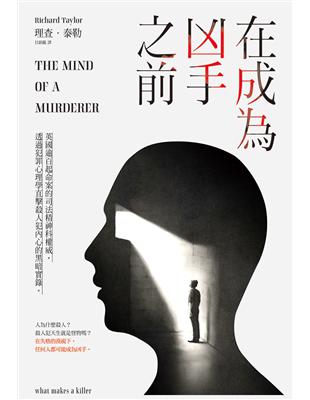 Richard Taylor
理查．泰勒
THE MIND
OF A
MURDERER
在成為
凶手
之前
英國逾百起命案的司法精神科權威，
透過犯罪心理學直擊殺人犯內心的黑暗實錄。
人為什麼殺人？
殺人犯天生就是怪物嗎？
在失格的漠視下，
任何人都可能成為凶手。
what makes a killer